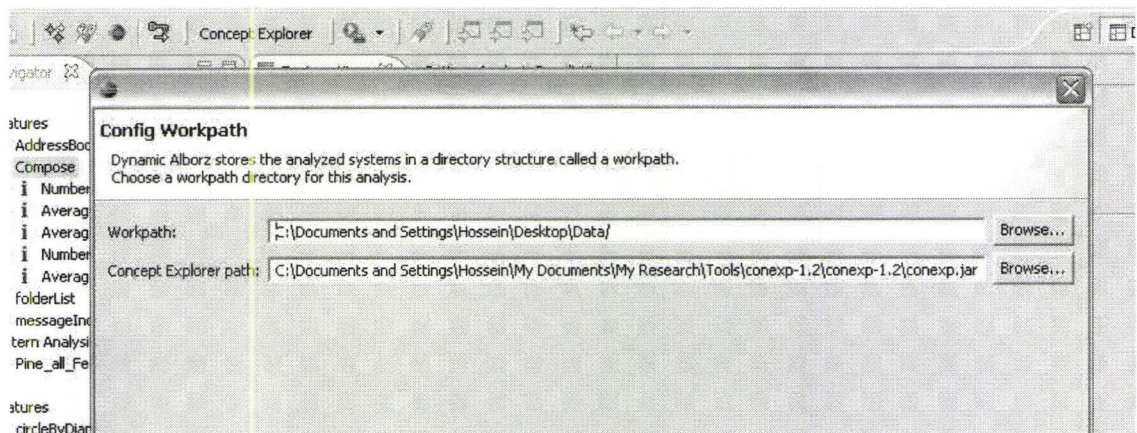 Concept Explorer
Config Workpath
Dynamic Alborz stores the analyzed systems in a directory structure called a workpath.
Choose a workpath directory for this analysis.
Workpath:
C:\Documents and Settings\Hossein\Desktop\Data/
Browse...
Concept Explorer path:
C:\Documents and Settings\Hossein\My Documents\My Research\Tools\conexp-1.2\conexp-1.2\conexp.jar
Browse...
vigator
atures
AddressBoo
Compose
i Number
i Averag
i Averag
i Number
i Averag
folderList
messageInd
tern Analysi
Pine_all_Fe
atures
circleByDiam